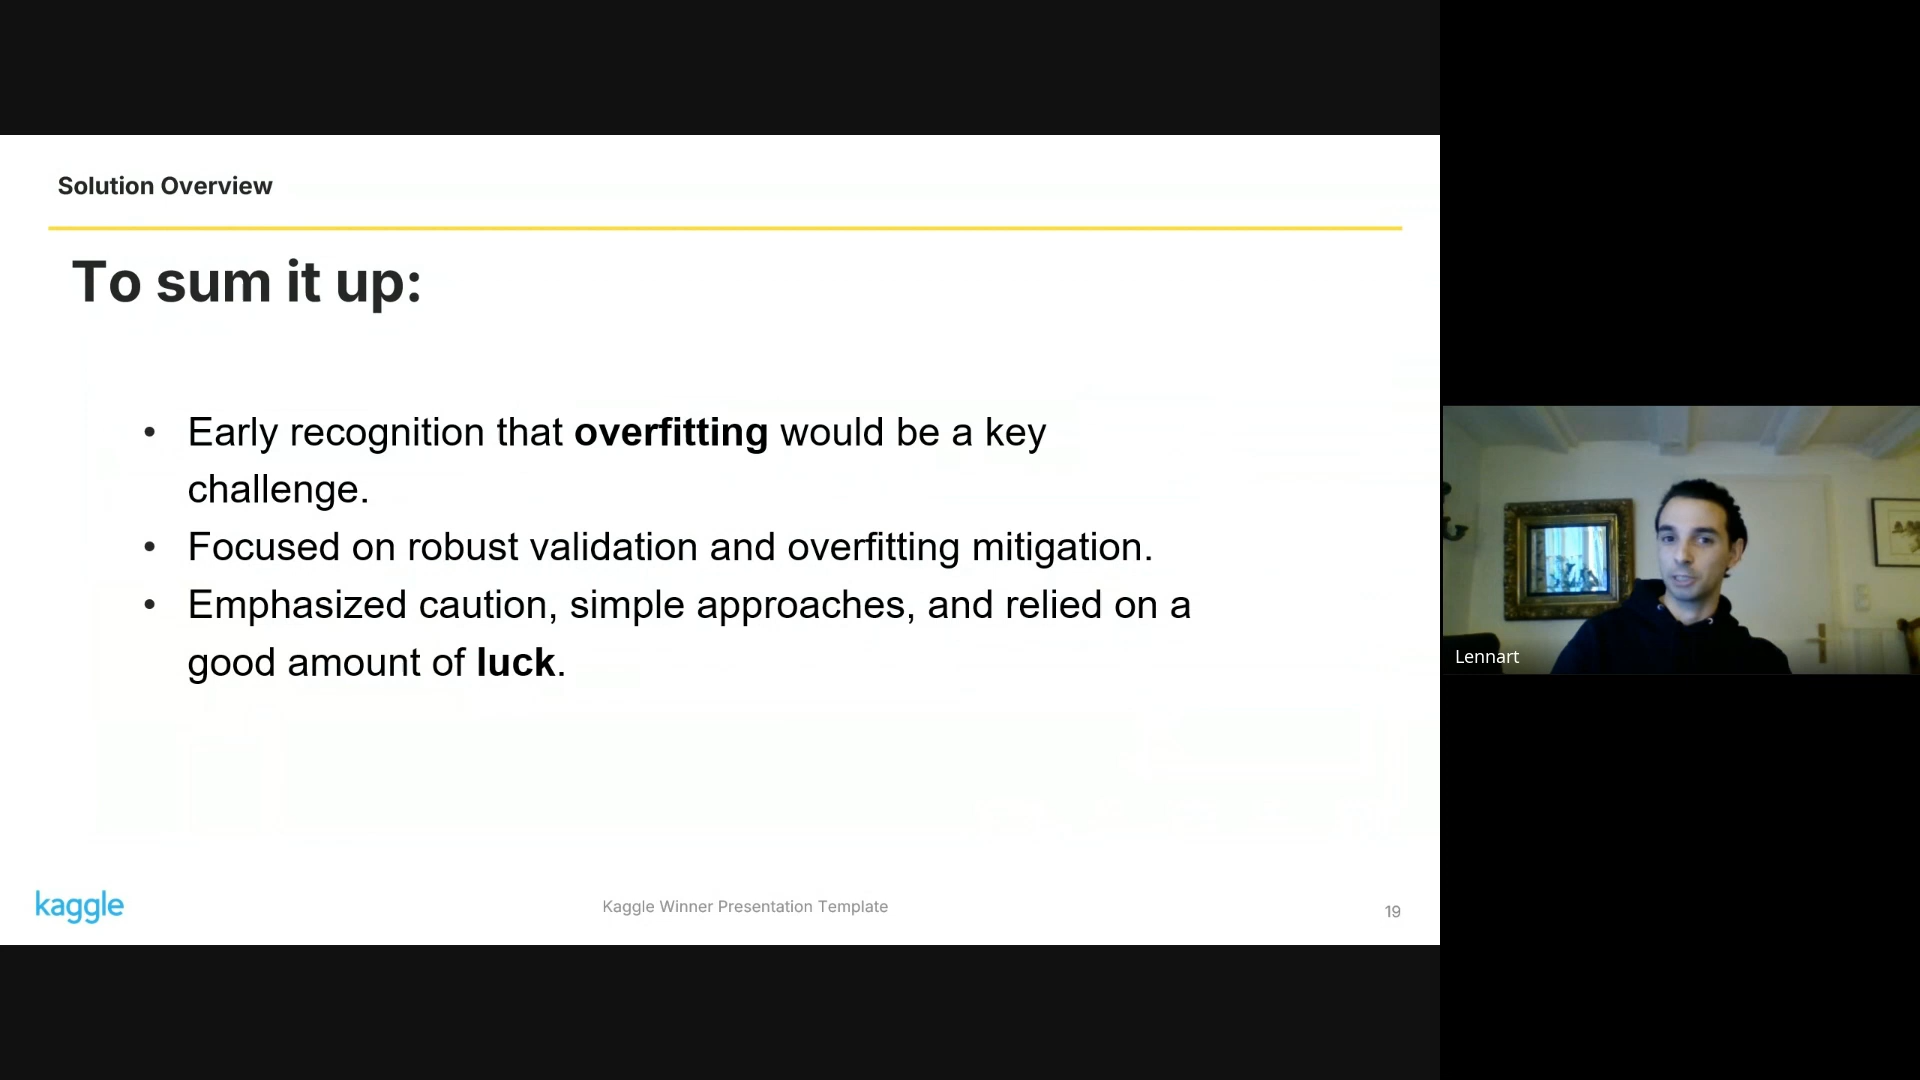 Solution Overview
To sum it up:
• Early recognition that overfitting would be a key
challenge.
• Focused on robust validation and overfitting mitigation.
• Emphasized caution, simple approaches, and relied on a
good amount of luck.
kaggle
Kaggle Winner Presentation Template
19
Lennart